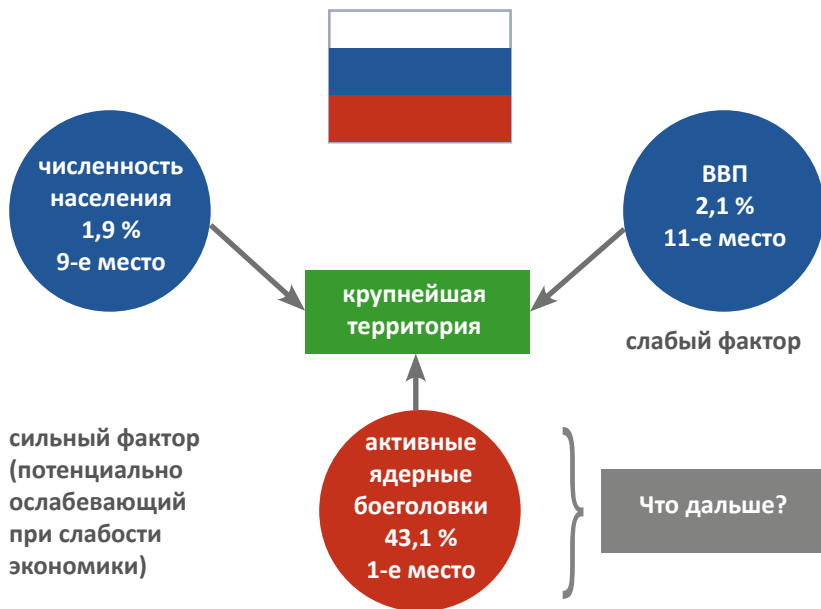 численность
населения
1,9 %
9-е место
ВВП
2,1 %
11-е место
крупнейшая
территория
слабый фактор
сильный фактор
(потенциально
ослабевающий
при слабости
экономики)
активные
ядерные
боеголовки
43,1 %
1-е место
Что дальше?